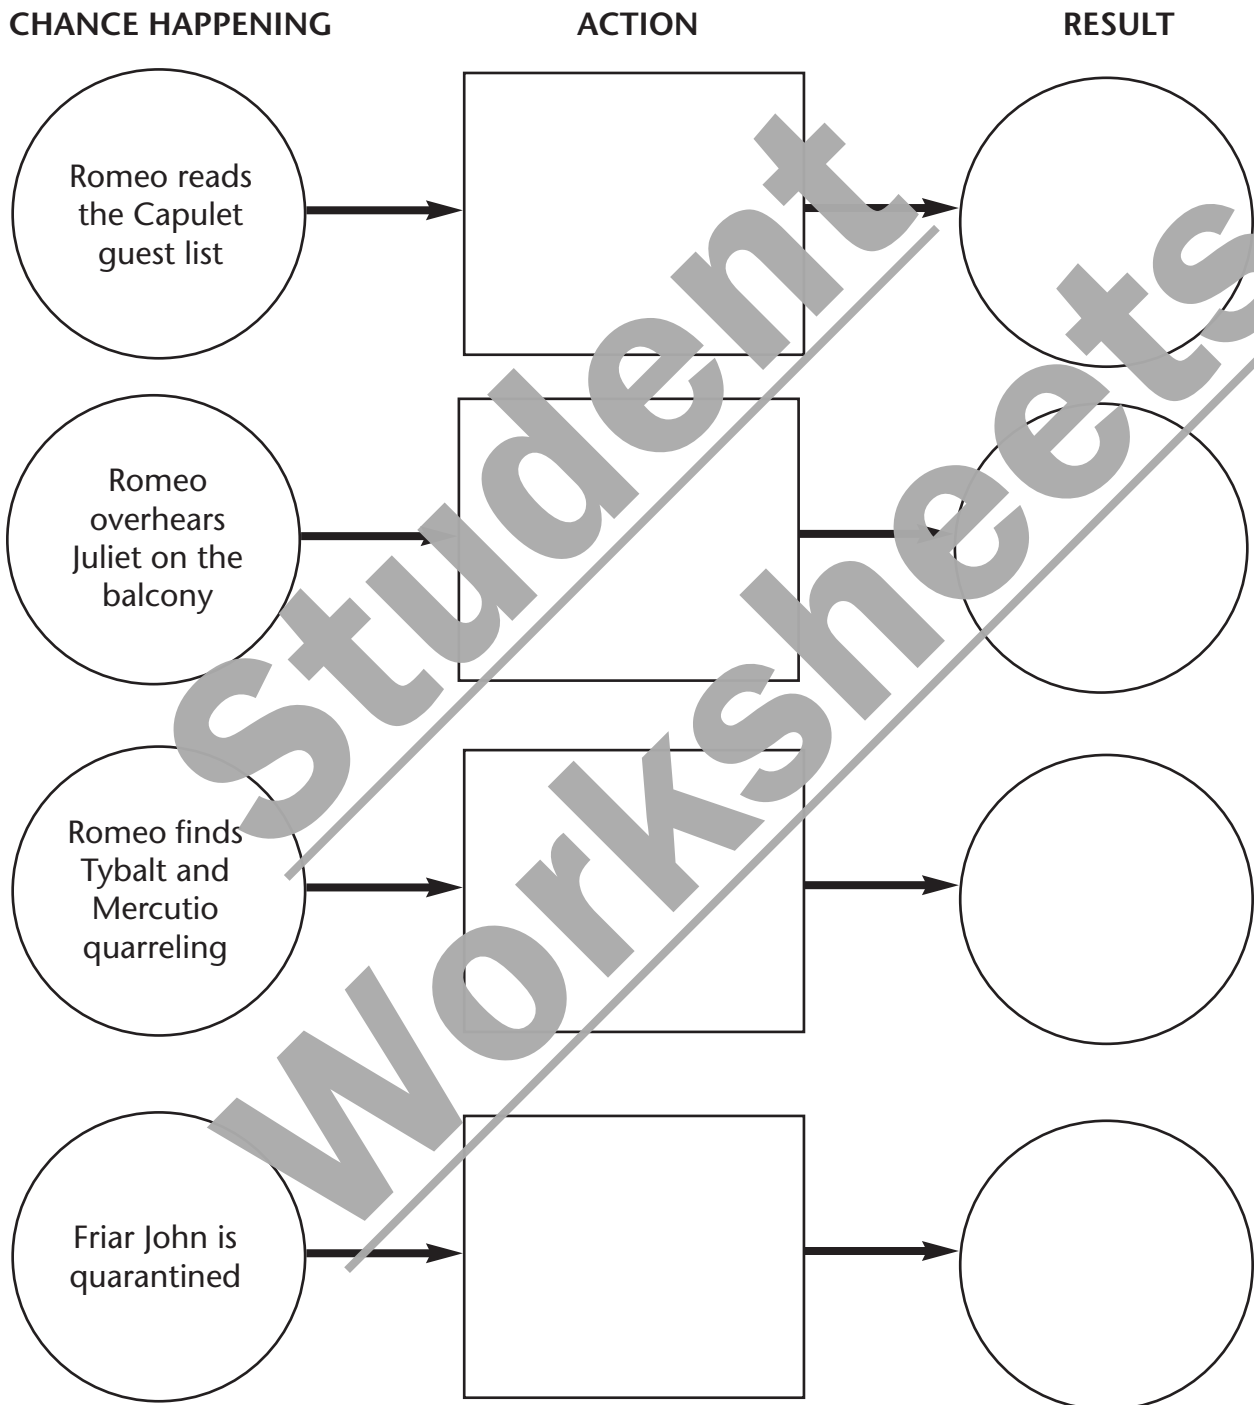 CHANCE HAPPENING
ACTION
RESULT
Romeo reads
the Capulet
guest list
Romeo
overhears
Juliet on the
balcony
Romeo finds
Tybalt and
Mercutio
quarreling
Friar John is
quarantined
Student
Worksheets